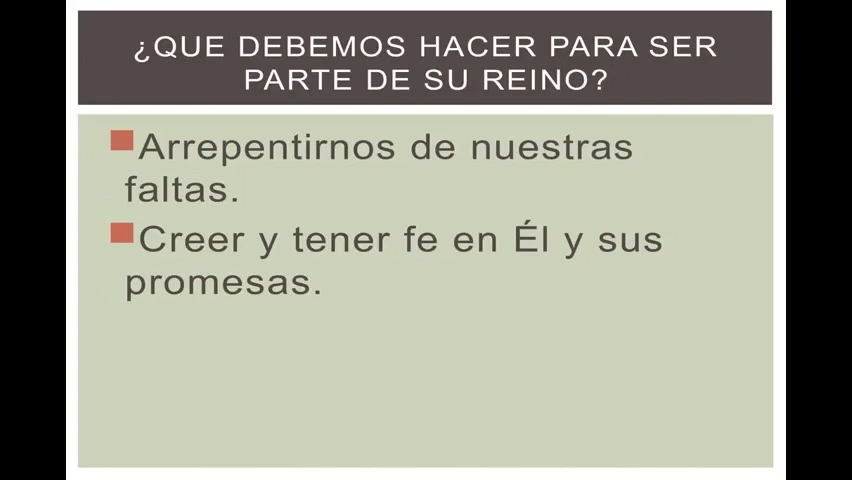 ¿QUE DEBEMOS HACER PARA SER
PARTE DE SU REINO?
Arrepentirnos de nuestras
faltas.
Creer y tener fe en Él y sus
promesas.